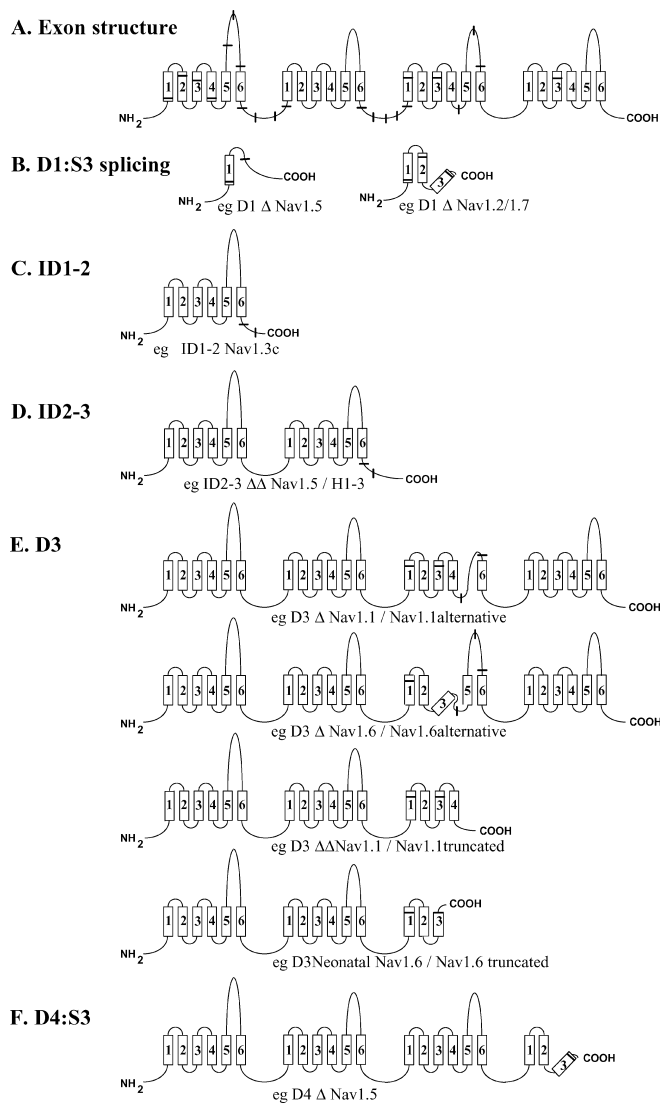 A. Exon structure
1 2 3 4 5 6 1 2 3 4 5 6 1 2 3 4 5 6 1 2 3 4 5 6
NH2 COOH
B. D1:S3 splicing
1 COOH 1 2 3 COOH
NH2 NH2
eg D1 Δ Nav1.5 eg D1 Δ Nav1.2/1.7
C. ID1-2
1 2 3 4 5 6
NH2 COOH
eg ID1-2 Nav1.3c
D. ID2-3
1 2 3 4 5 6 1 2 3 4 5 6
NH2 COOH
eg ID2-3 ΔΔ Nav1.5 / H1-3
E. D3
1 2 3 4 5 6 1 2 3 4 5 6 1 2 3 4 6 1 2 3 4 5 6
NH2 COOH
eg D3 Δ Nav1.1 / Nav1.1alternative
1 2 3 4 5 6 1 2 3 4 5 6 1 2 3 5 6 1 2 3 4 5 6
NH2 COOH
eg D3 Δ Nav1.6 / Nav1.6alternative
1 2 3 4 5 6 1 2 3 4 5 6 1 2 3 4
NH2 COOH
eg D3 ΔΔNav1.1 / Nav1.1truncated
COOH
1 2 3 4 5 6 1 2 3 4 5 6 1 2 3
NH2
eg D3Neonatal Nav1.6 / Nav1.6 truncated
F. D4:S3
1 2 3 4 5 6 1 2 3 4 5 6 1 2 3 4 5 6 1 2 3 COOH
NH2
eg D4 Δ Nav1.5